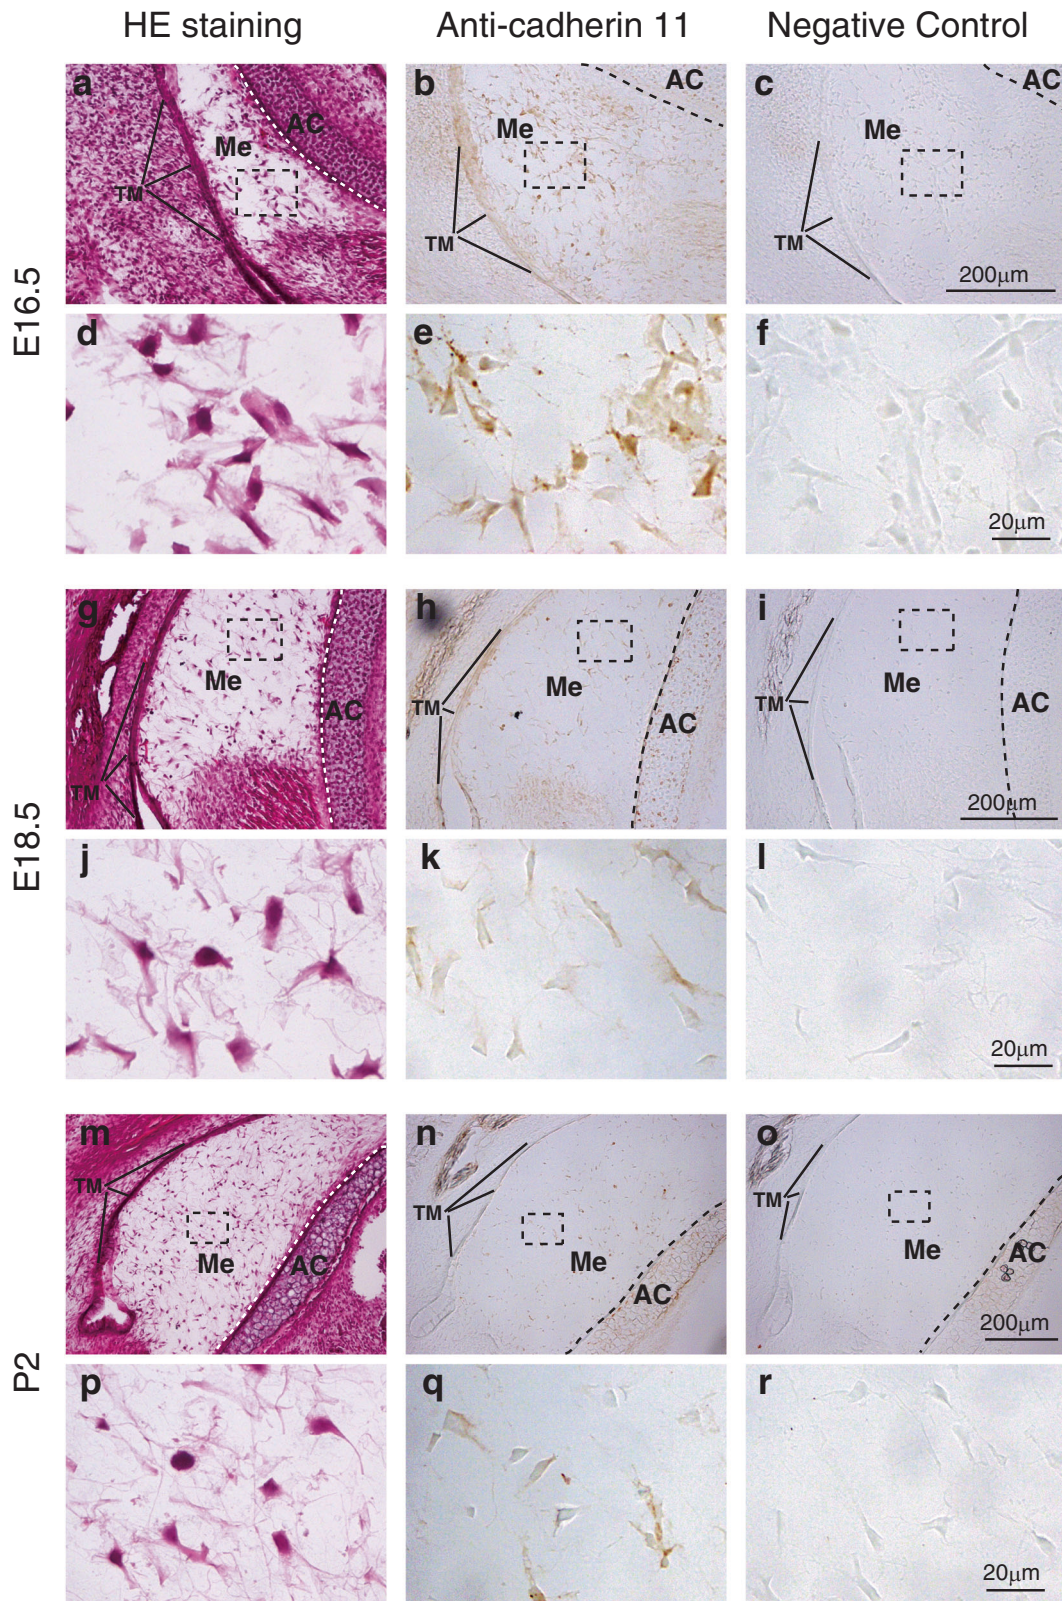 HE staining Anti-cadherin 11 Negative Control
E16.5
a AC Me TM
b AC Me TM
c AC Me TM 200μm
d
e
f 20μm
E18.5
g Me AC TM
h Me AC TM
i Me AC TM 200μm
j
k
l 20μm
P2
m TM Me AC
n TM Me AC
o TM Me AC 200μm
p
q
r 20μm